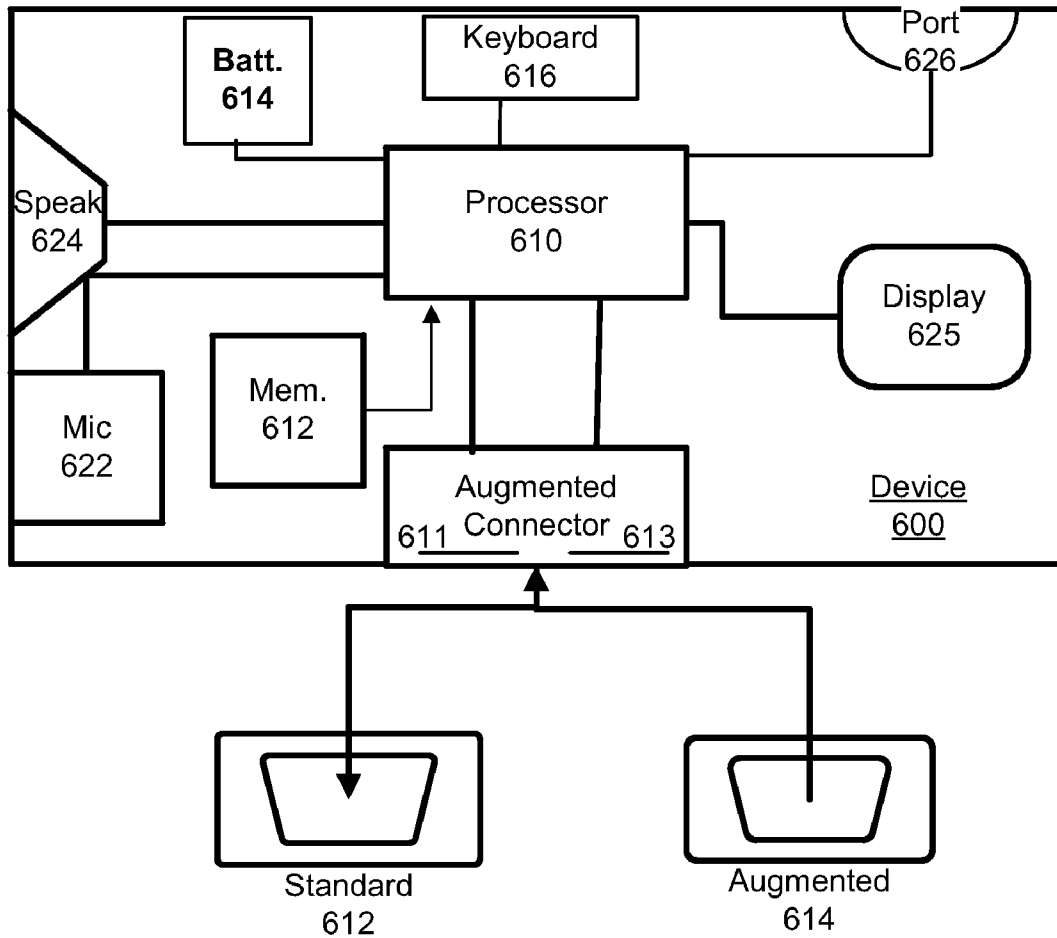 Batt.
614
Keyboard
616
Port
626
Speak
624
Processor
610
Display
625
Mem.
612
Mic
622
Augmented
Connector
611
613
Device
600
Standard
612
Augmented
614